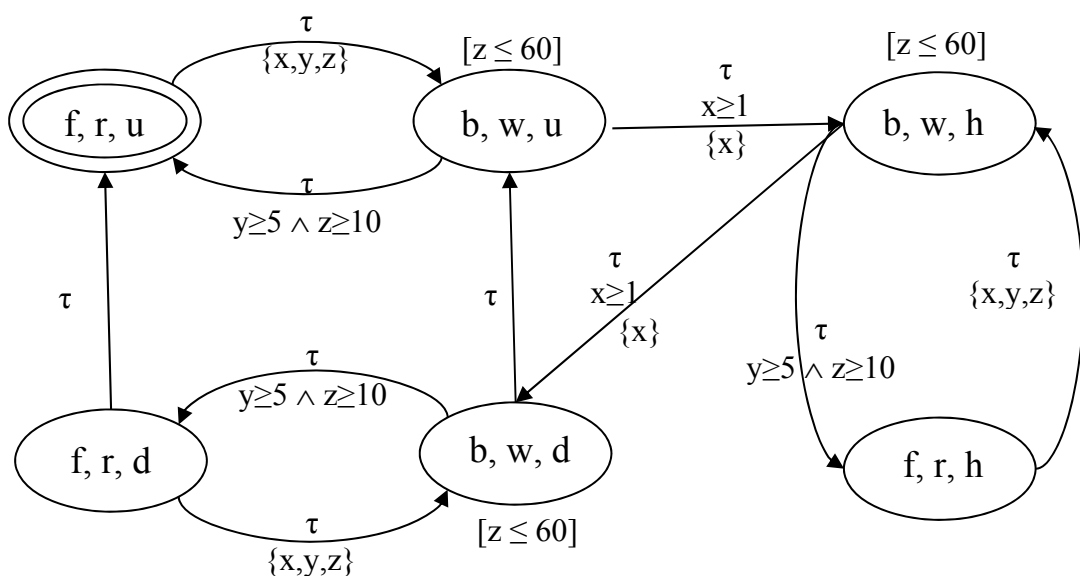 τ
{x,y,z}
[z ≤ 60]
[z ≤ 60]
f, r, u
b, w, u
τ
x≥1
{x}
b, w, h
τ
y≥5 ∧ z≥10
τ
τ
τ
x≥1
{x}
τ
{x,y,z}
τ
y≥5 ∧ z≥10
τ
y≥5 ∧ z≥10
f, r, d
b, w, d
f, r, h
τ
{x,y,z}
[z ≤ 60]